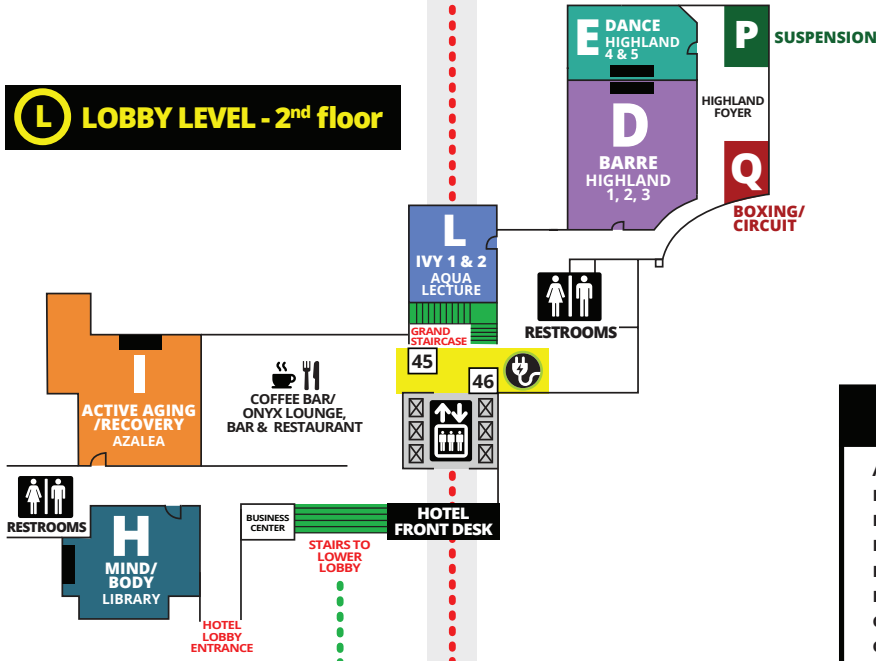 E DANCE
HIGHLAND
4 & 5
P SUSPENSION
L LOBBY LEVEL - 2nd floor
HIGHLAND
FOYER
D
BARRE
HIGHLAND
1, 2, 3
Q
BOXING/
CIRCUIT
L
IVY 1 & 2
AQUA
LECTURE
RESTROOMS
GRAND
STAIRCASE
45
46
I
ACTIVE AGING
/RECOVERY
AZALEA
COFFEE BAR/
ONYX LOUNGE,
BAR & RESTAURANT
RESTROOMS
H
MIND/
BODY
LIBRARY
BUSINESS
CENTER
HOTEL
FRONT DESK
STAIRS TO
LOWER
LOBBY
HOTEL
LOBBY
ENTRANCE